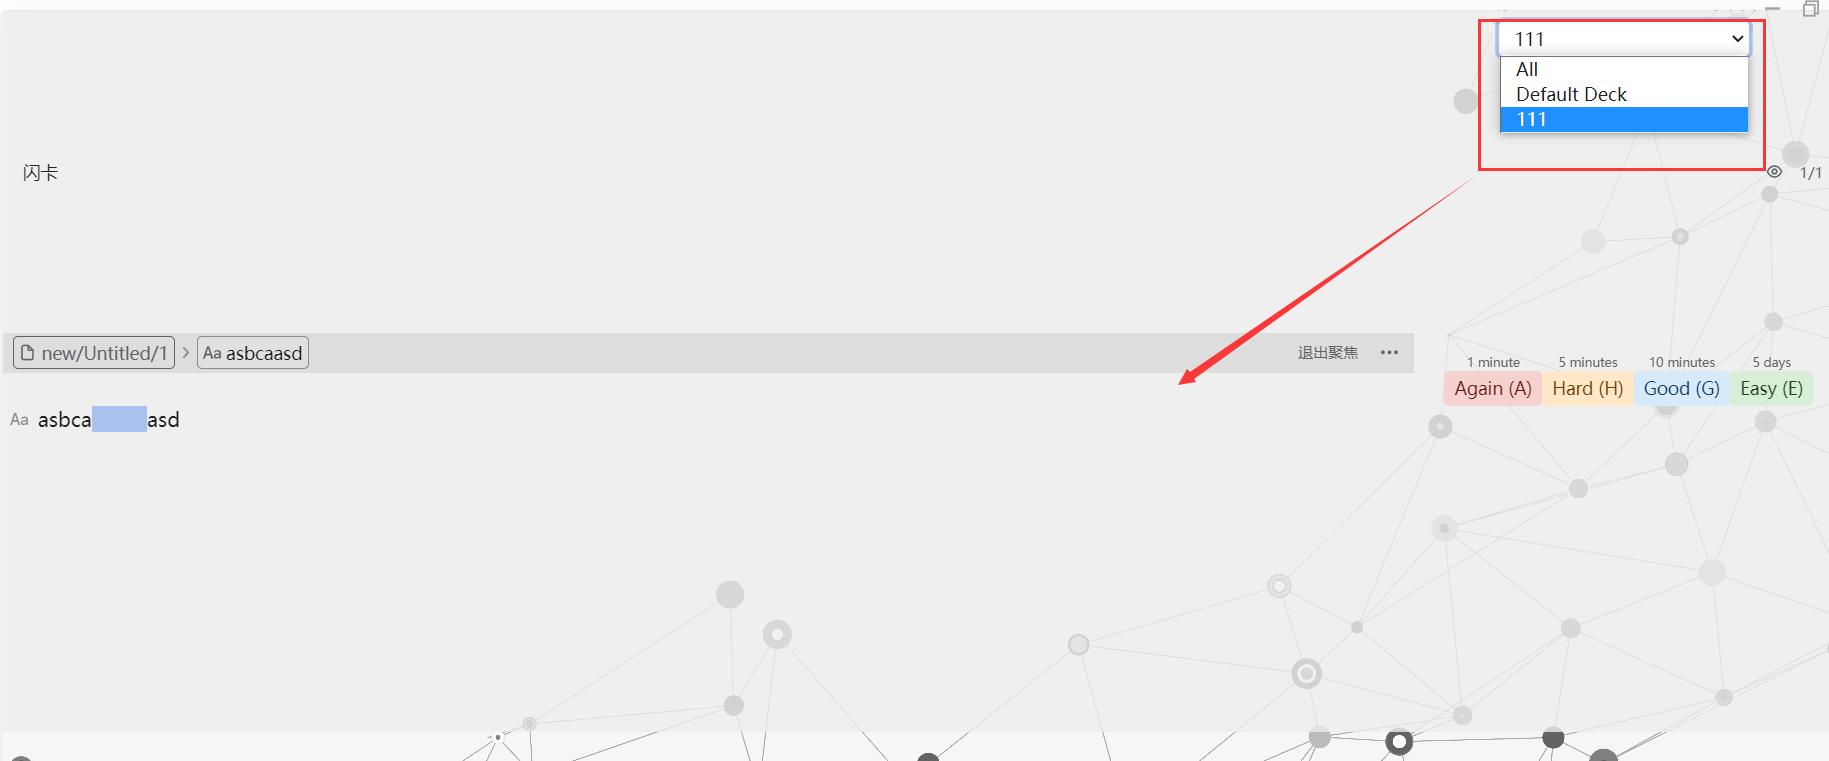 111
All
Default Deck
111
闪卡
1/1
new/Untitled/1 > Aa asbcaasd
退出聚焦 •••
1 minute 5 minutes 10 minutes 5 days
Again (A) Hard (H) Good (G) Easy (E)
Aa asbca asd